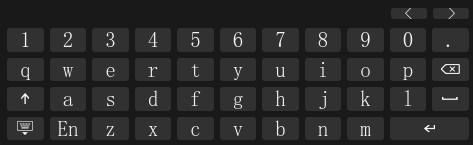 1 2 3 4 5 6 7 8 9 0 .
q w e r t y u i o p
a s d f g h j k l
En z x c v b n m